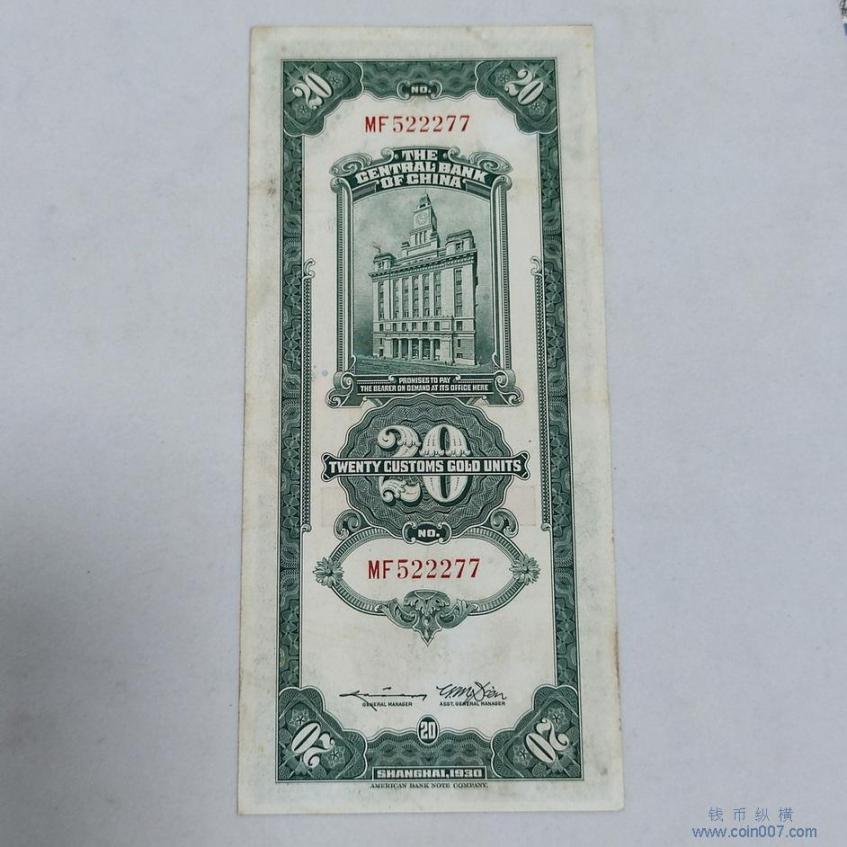 20
NO.
20
MF522277
THE
CENTRAL BANK
OF CHINA
PROMISES TO PAY
THE BEARER ON DEMAND AT ITS OFFICE HERE
20
TWENTY CUSTOMS GOLD UNITS
NO.
MF522277
GENERAL MANAGER
ASST. GENERAL MANAGER
20
20
20
SHANGHAI, 1930
AMERICAN BANK NOTE COMPANY.
钱币纵横
www.coin007.com